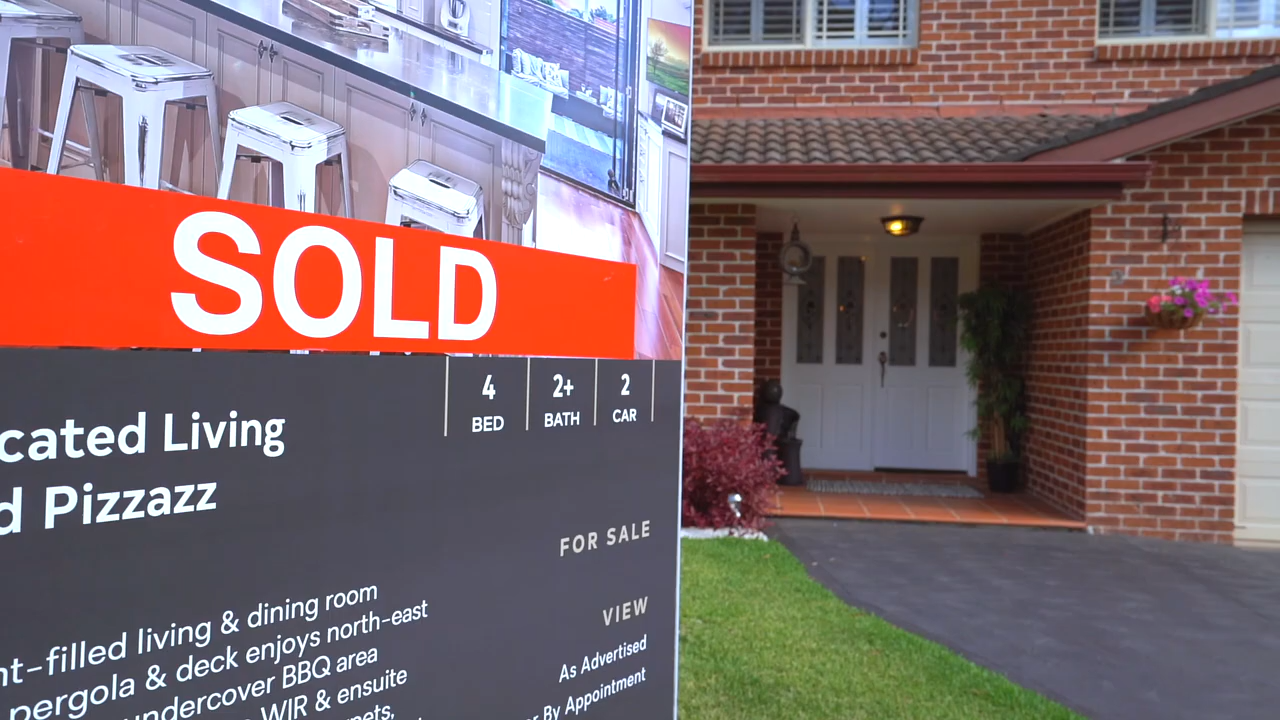 SOLD
4 BED
2+ BATH
2 CAR
cated Living
d Pizzazz
FOR SALE
VIEW
As Advertised
By Appointment
nt-filled living & dining room
pergola & deck enjoys north-east
undercover BBQ area
WIR & ensuite